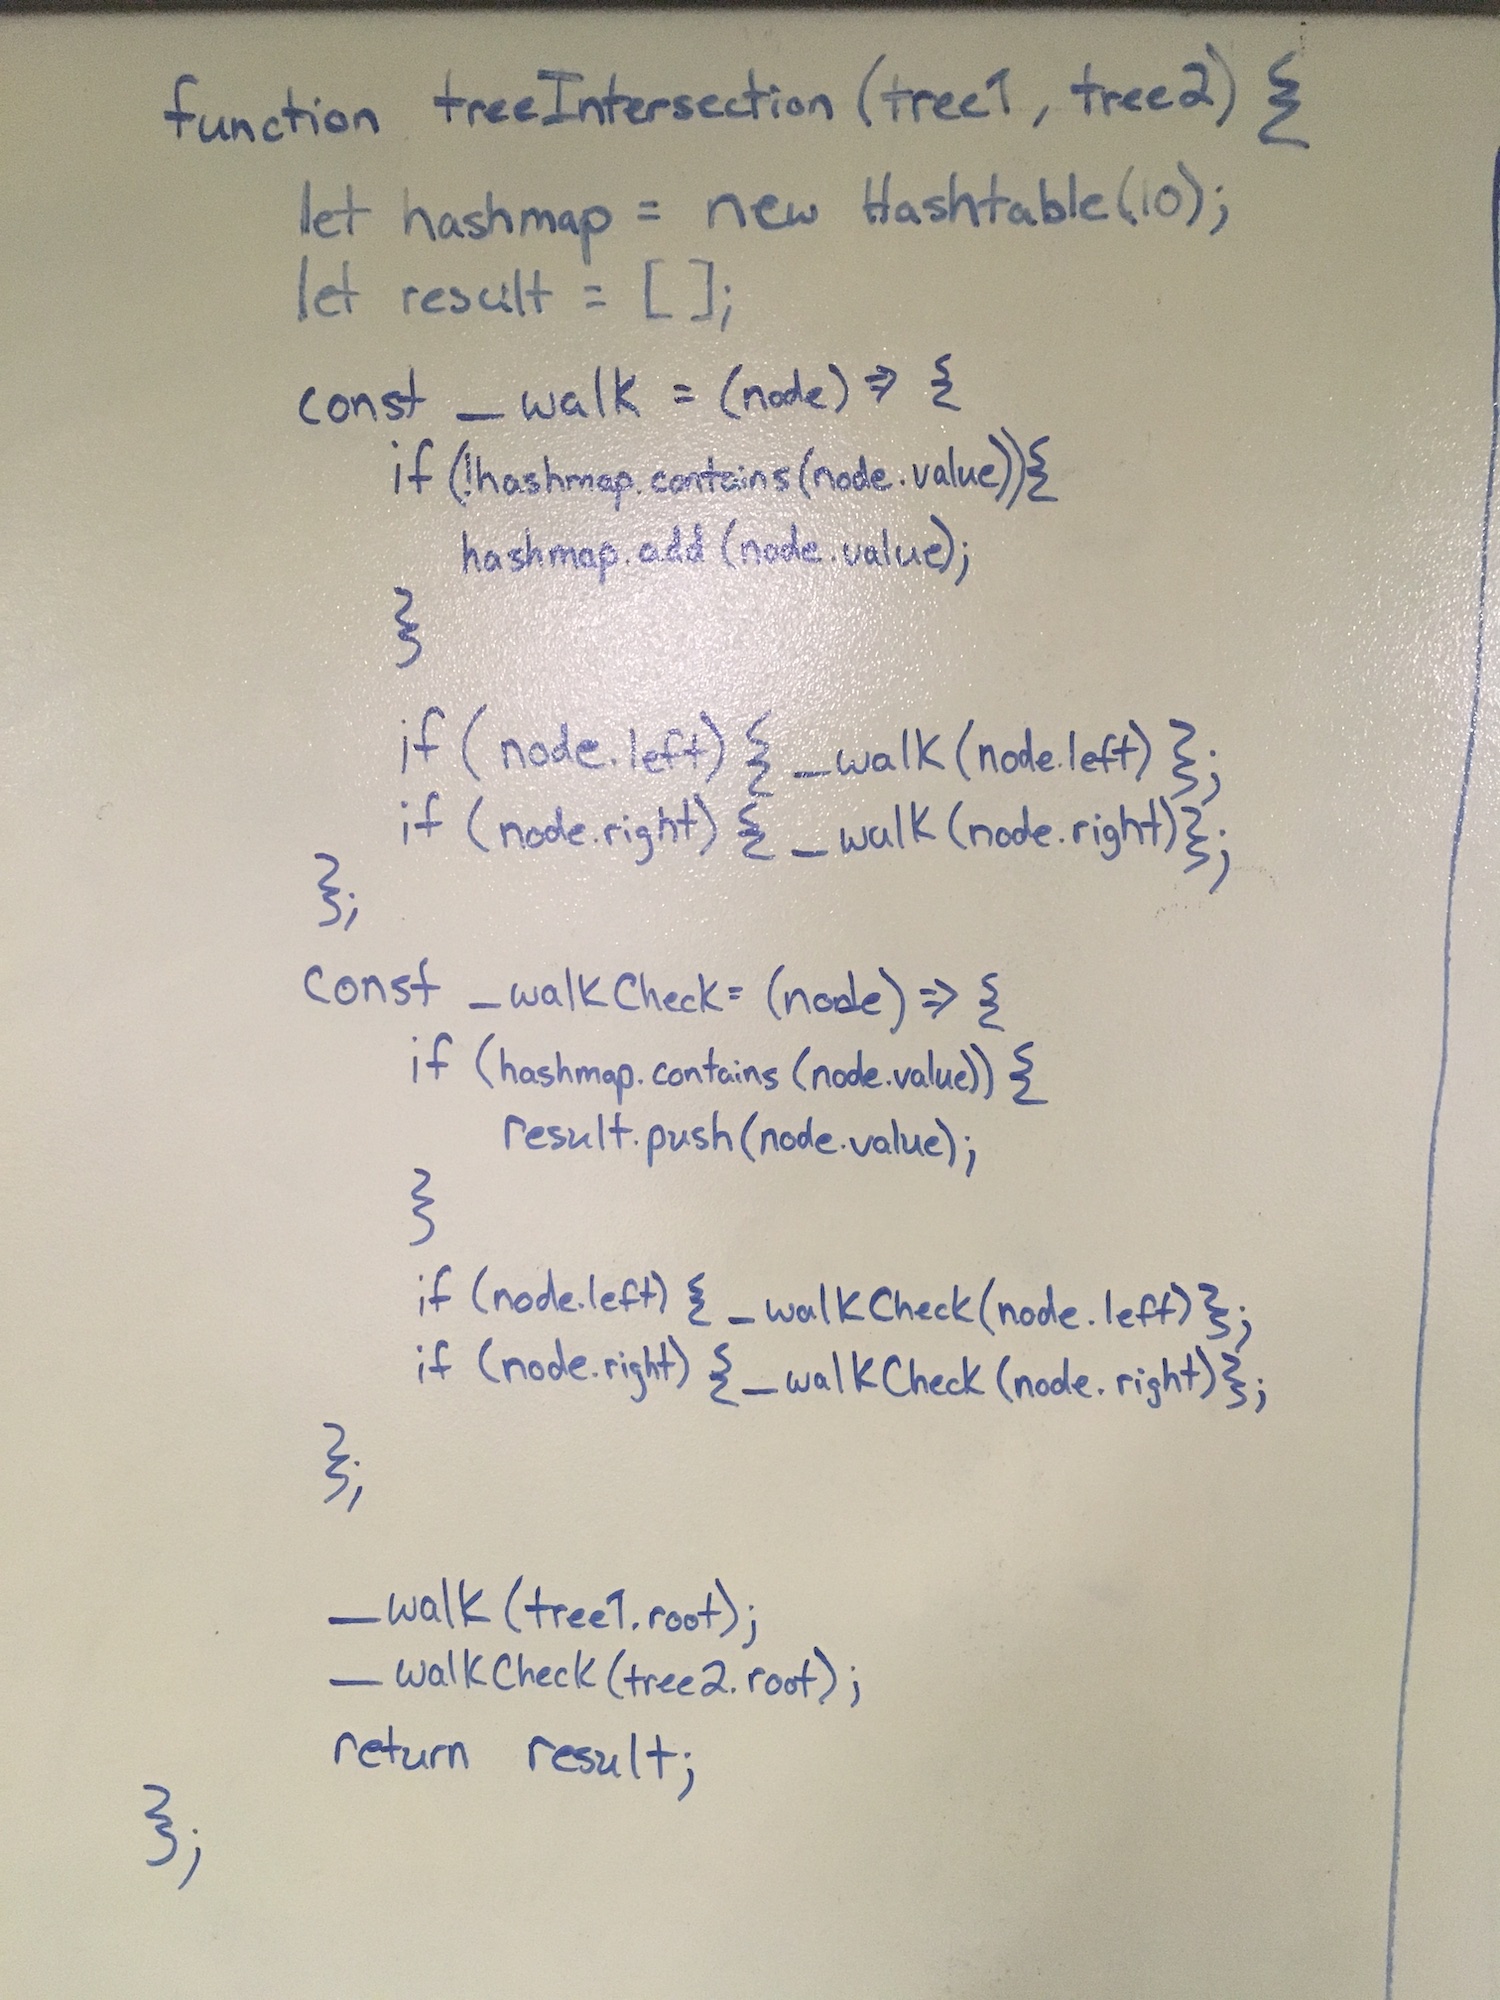 function treeIntersection (tree1, tree2) {
let hashmap = new Hashtable(10);
let result = [ ];
const _walk = (node) => {
if (!hashmap.contains(node.value)){
hashmap.add(node.value);
}
if (node.left) { _walk(node.left) };
if (node.right) { _walk(node.right)};
};
const _walkCheck = (node) => {
if (hashmap.contains(node.value)) {
result.push(node.value);
}
if (node.left) { _walkCheck(node.left) };
if (node.right) {_walkCheck(node.right)};
};
_walk(tree1.root);
_walkCheck(tree2.root);
return result;
};